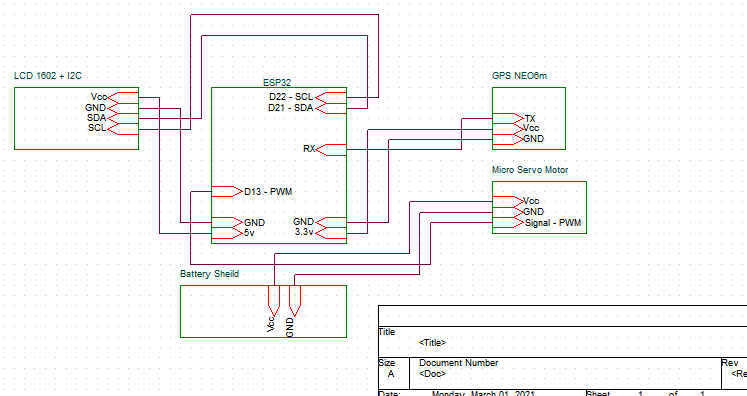 LCD 1602 + I2C
Vcc
GND
SDA
SCL
ESP32
D22 - SCL
D21 - SDA
RX
D13 - PWM
GND
5v
GND
3.3v
GPS NEO6m
TX
Vcc
GND
Micro Servo Motor
Vcc
GND
Signal - PWM
Battery Sheild
Vcc
GND
Title
<Title>
Size
A
Document Number
<Doc>
Rev
<Re
Date:
Monday, March 01, 2021
Sheet
1
of
1